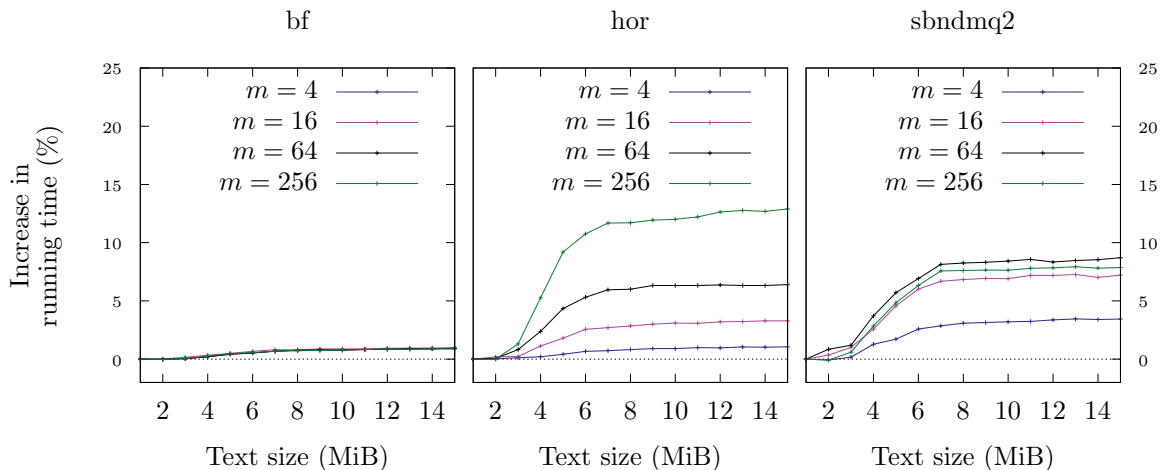 bf
hor
sbndmq2
Increase in
running time (%)
25
20
15
10
5
0
m = 4
m = 16
m = 64
m = 256
2 4 6 8 10 12 14
Text size (MiB)
m = 4
m = 16
m = 64
m = 256
2 4 6 8 10 12 14
Text size (MiB)
m = 4
m = 16
m = 64
m = 256
2 4 6 8 10 12 14
Text size (MiB)
25
20
15
10
5
0